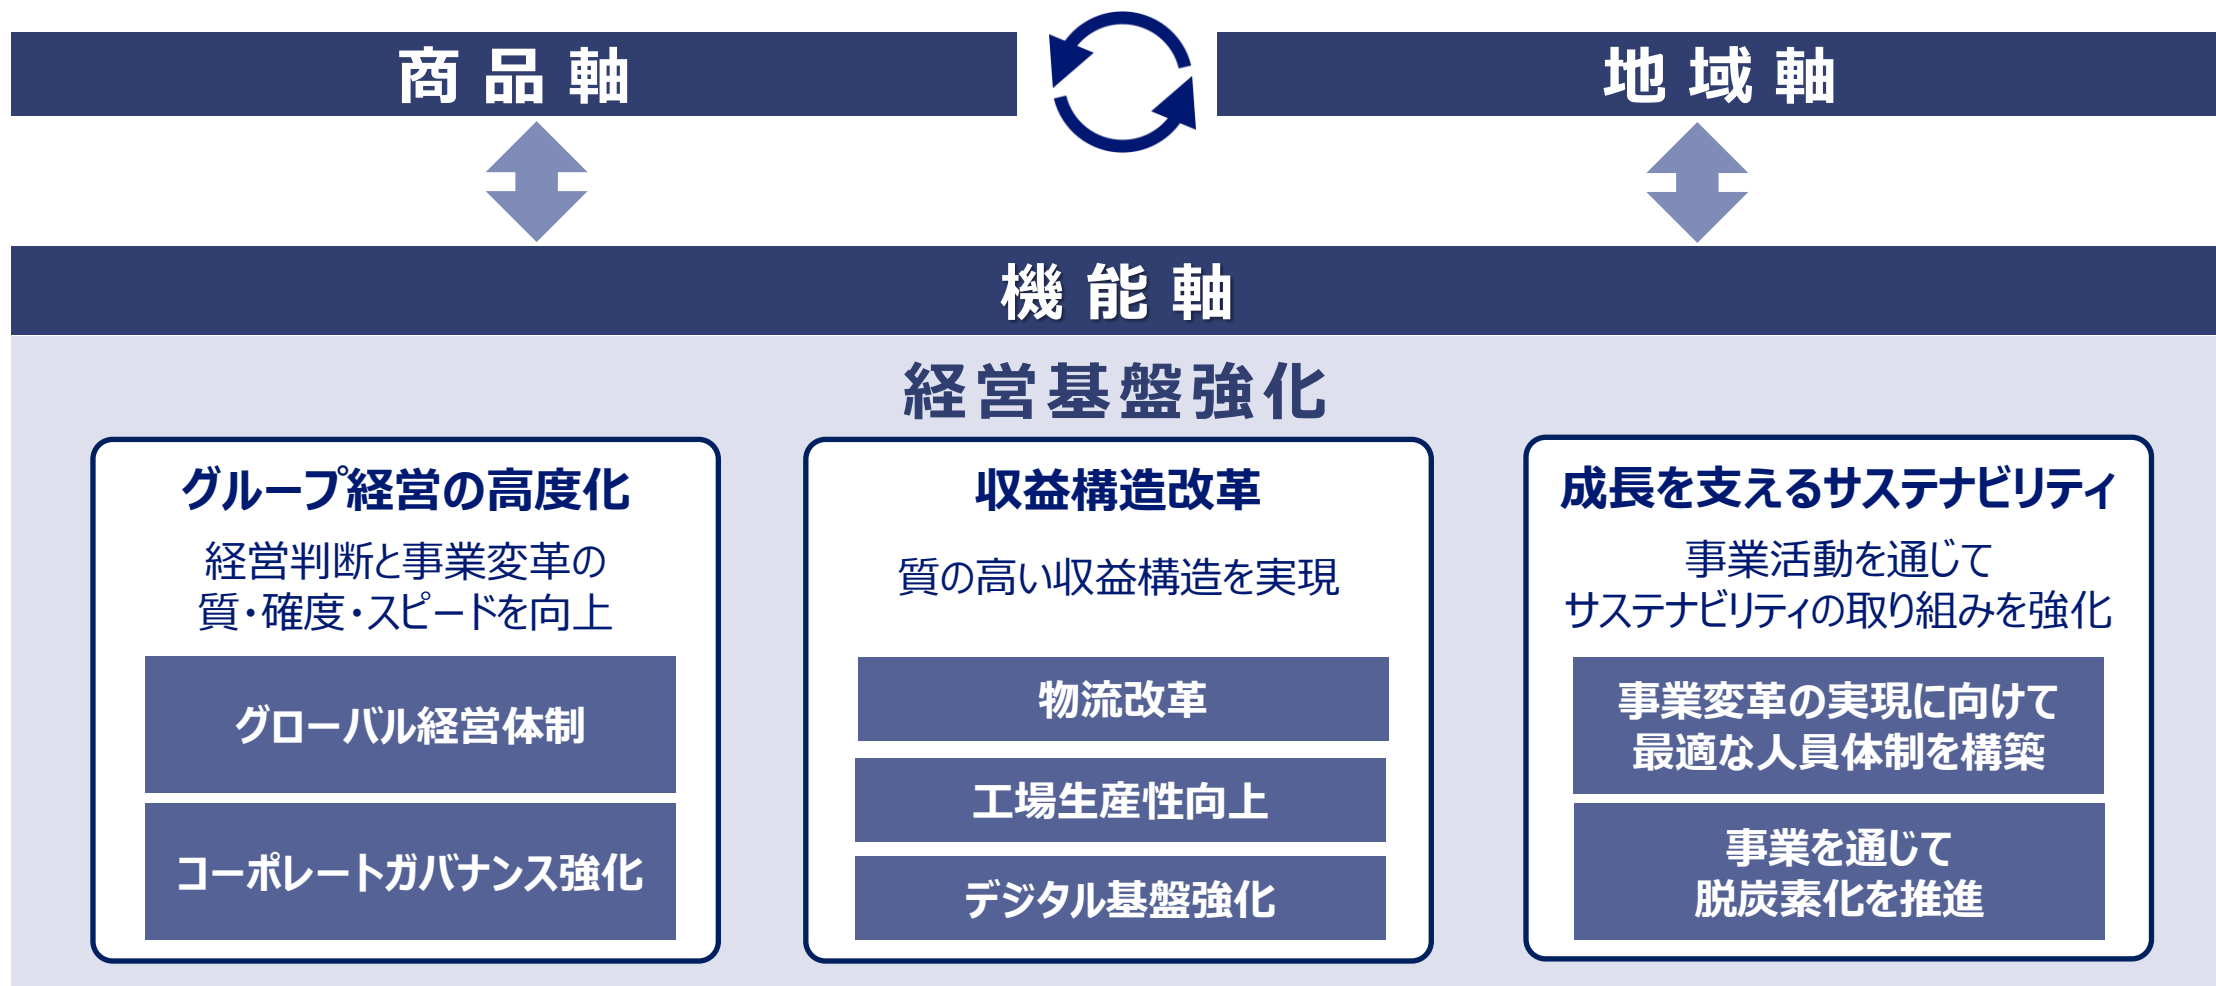 商品軸
地域軸
機能軸
経営基盤強化
グループ経営の高度化
経営判断と事業変革の
質・確度・スピードを向上
グローバル経営体制
コーポレートガバナンス強化
収益構造改革
質の高い収益構造を実現
物流改革
工場生産性向上
デジタル基盤強化
成長を支えるサステナビリティ
事業活動を通じて
サステナビリティの取り組みを強化
事業変革の実現に向けて
最適な人員体制を構築
事業を通じて
脱炭素化を推進